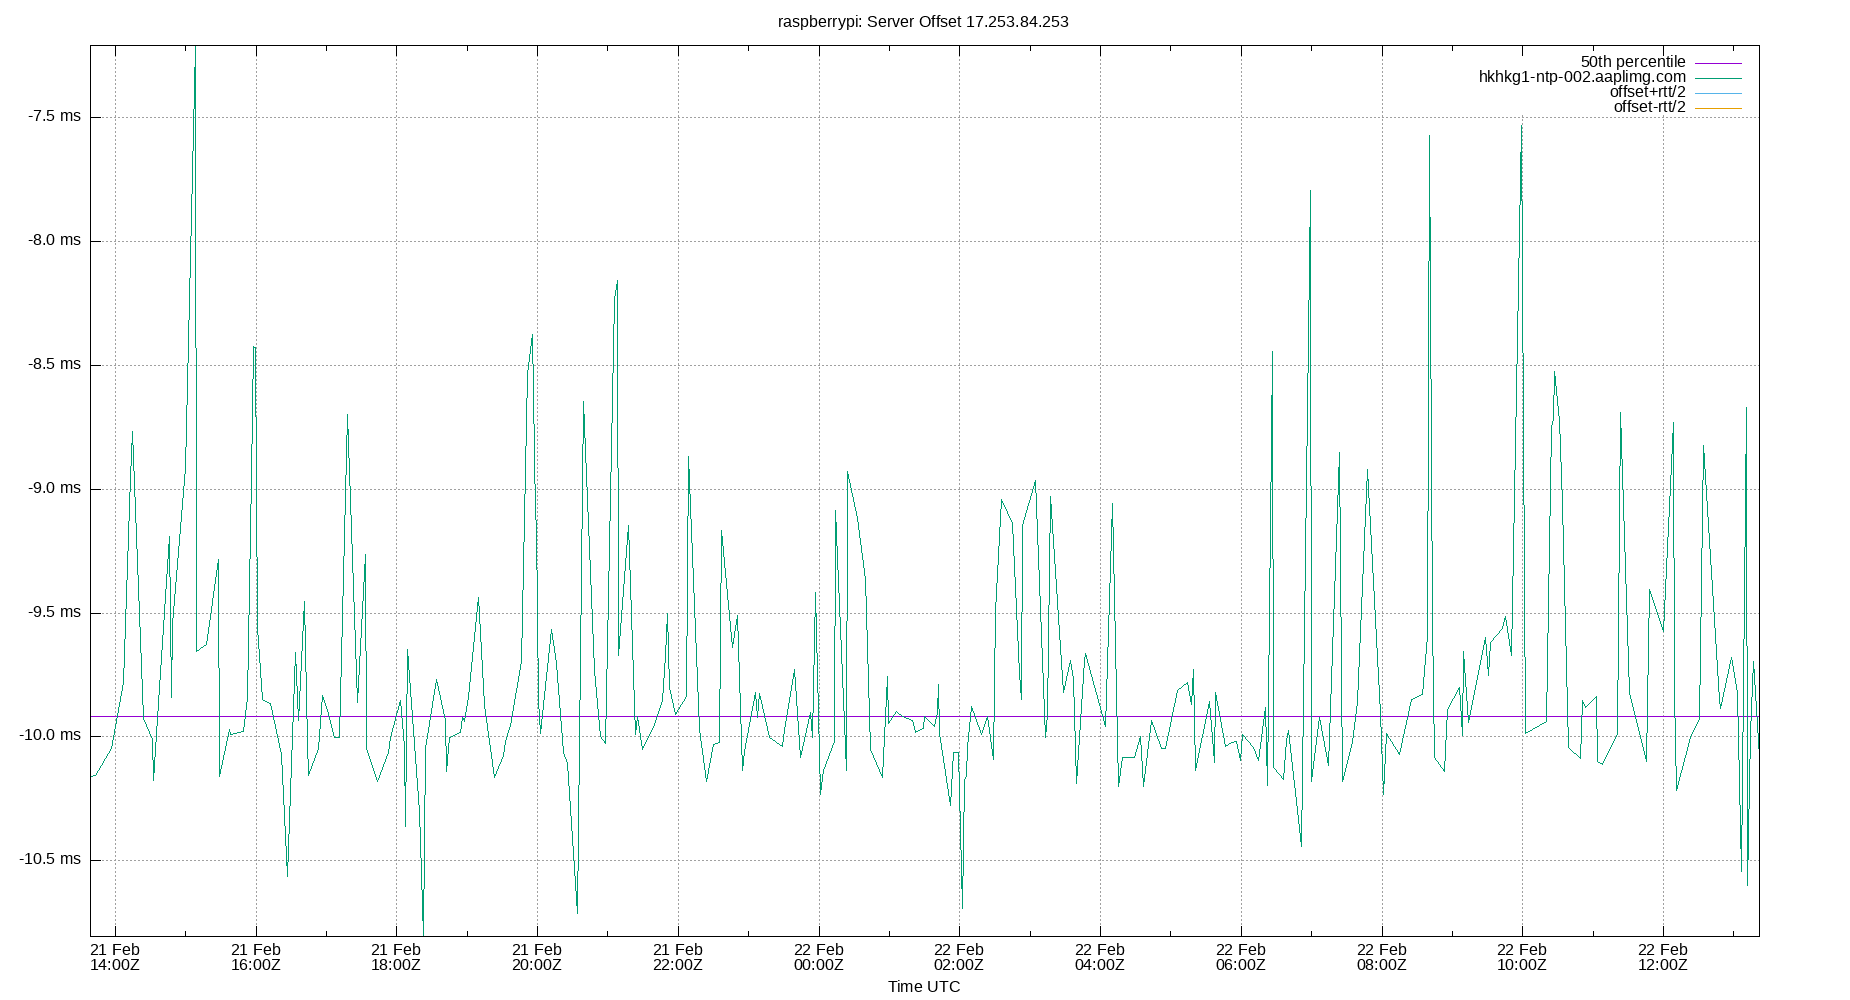 raspberrypi: Server Offset 17.253.84.253
50th percentile
hkhkg1-ntp-002.aaplimg.com
offset+rtt/2
offset-rtt/2
-7.5 ms
-8.0 ms
-8.5 ms
-9.0 ms
-9.5 ms
-10.0 ms
-10.5 ms
21 Feb 21 Feb 21 Feb 21 Feb 21 Feb 22 Feb 22 Feb 22 Feb 22 Feb 22 Feb 22 Feb 22 Feb
14:00Z 16:00Z 18:00Z 20:00Z 22:00Z 00:00Z 02:00Z 04:00Z 06:00Z 08:00Z 10:00Z 12:00Z
Time UTC